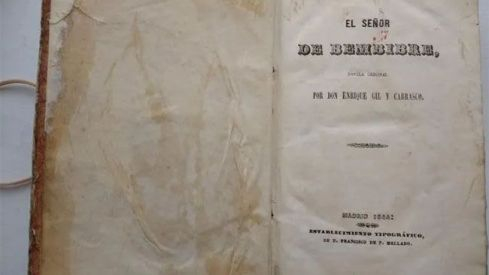 EL SEÑOR
DE BEMBIBRE,
NOVELA ORIGINAL
POR DON ENRIQUE GIL Y CARRASCO.
MADRID 1844:
ESTABLECIMIENTO TIPOGRÁFICO,
DE D. FRANCISCO DE P. MELLADO.